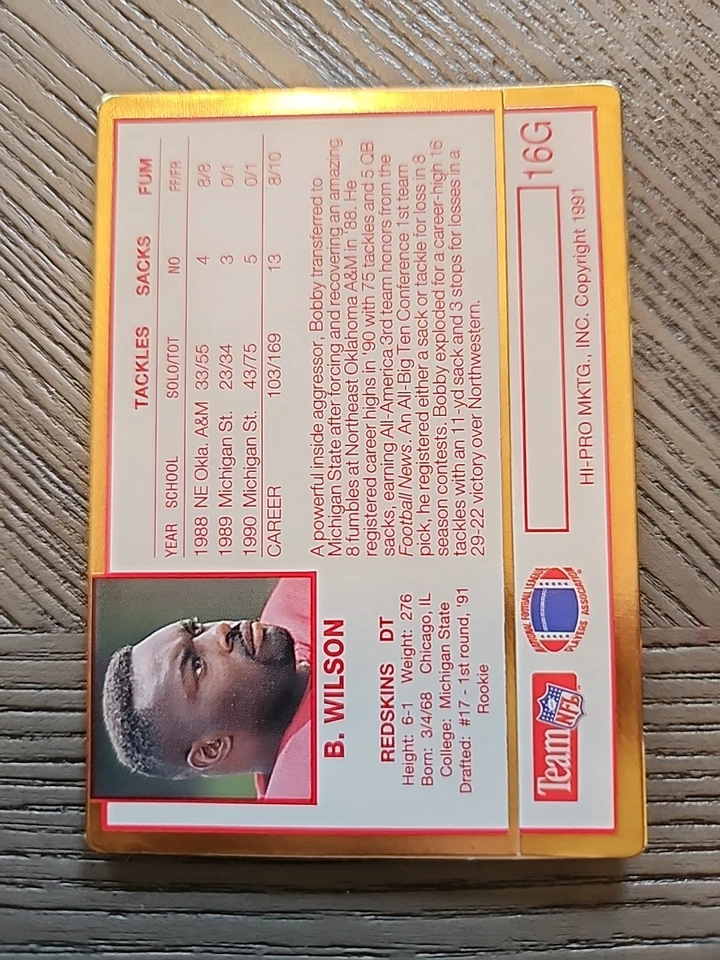 B. WILSON
REDSKINS DT
Height: 6-1 Weight: 276
Born: 3/4/68 Chicago, IL
College: Michigan State
Drafted: #17 - 1st round, '91
Rookie
TACKLES SACKS FUM
YEAR SCHOOL SOLO/TOT NO FF/FR
1988 NE Okla. A&M 33/55 4 8/8
1989 Michigan St. 23/34 3 0/1
1990 Michigan St. 43/75 5 0/1
CAREER 103/169 13 8/10
A powerful inside aggressor, Bobby transferred to
Michigan State after forcing and recovering an amazing
8 fumbles at Northeast Oklahoma A&M in '88. He
registered career highs in '90 with 75 tackles and 5 QB
sacks, earning All-America 3rd team honors from the
Football News. An All-Big Ten Conference 1st team
pick, he registered either a sack or tackle for loss in 8
season contests. Bobby exploded for a career-high 16
tackles with an 11-yd sack and 3 stops for losses in a
29-22 victory over Northwestern.
Team NFL
NATIONAL FOOTBALL LEAGUE
PLAYERS ASSOCIATION
16G
HI-PRO MKTG., INC. Copyright 1991